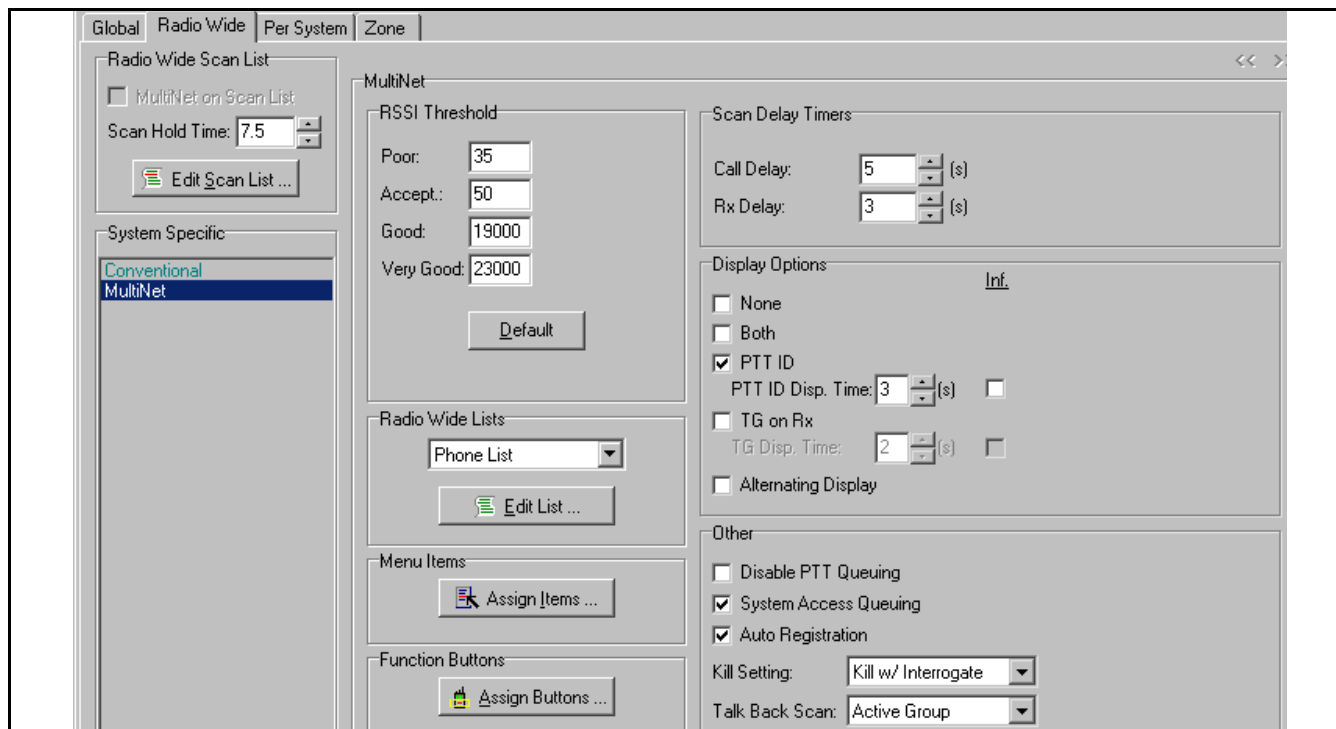 Global
Radio Wide
Per System
Zone
<< >
Radio Wide Scan List
MultiNet on Scan List
Scan Hold Time: 7.5
Edit Scan List ...
System Specific
Conventional
MultiNet
MultiNet
RSSI Threshold
Poor: 35
Accept.: 50
Good: 19000
Very Good: 23000
Default
Radio Wide Lists
Phone List
Edit List ...
Menu Items
Assign Items ...
Function Buttons
Assign Buttons ...
Scan Delay Timers
Call Delay: 5 (s)
Rx Delay: 3 (s)
Display Options
Inf.
None
Both
PTT ID
PTT ID Disp. Time: 3 (s)
TG on Rx
TG Disp. Time: 2 (s)
Alternating Display
Other
Disable PTT Queuing
System Access Queuing
Auto Registration
Kill Setting: Kill w/ Interrogate
Talk Back Scan: Active Group